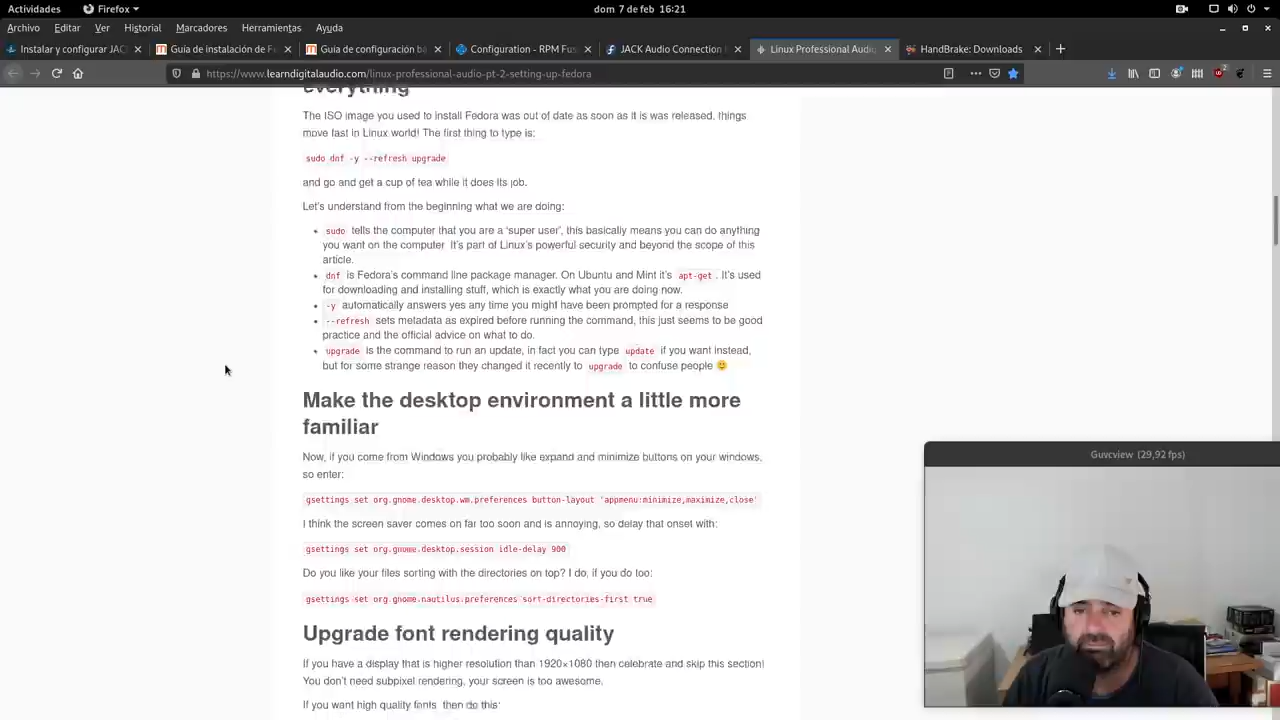 Actividades
Firefox
dom 7 de feb 16:21
Archivo Editar Ver Historial Marcadores Herramientas Ayuda
Instalar y configurar JAC
Guía de instalación de F
Guía de configuración ba
Configuration - RPM Fus
JACK Audio Connection
Linux Professional Audio
HandBrake: Downloads
https://www.learndigitalaudio.com/linux-professional-audio-pt-2-setting-up-fedora
2
everything
The ISO image you used to install Fedora was out of date as soon as it is was released, things
move fast in Linux world! The first thing to type is:
sudo dnf -y --refresh upgrade
and go and get a cup of tea while it does its job.
Let's understand from the beginning what we are doing:
sudo tells the computer that you are a 'super user', this basically means you can do anything
you want on the computer It's part of Linux's powerful security and beyond the scope of this
article.
dnf is Fedora's command line package manager. On Ubuntu and Mint it's apt-get. It's used
for downloading and installing stuff, which is exactly what you are doing now.
-y automatically answers yes any time you might have been prompted for a response
--refresh sets metadata as expired before running the command, this just seems to be good
practice and the official advice on what to do.
upgrade is the command to run an update, in fact you can type update if you want instead,
but for some strange reason they changed it recently to upgrade to confuse people 🙂
Make the desktop environment a little more
familiar
Now, if you come from Windows you probably like expand and minimize buttons on your windows,
so enter:
gsettings set org.gnome.desktop.wm.preferences button-layout 'appmenu:minimize,maximize,close'
I think the screen saver comes on far too soon and is annoying, so delay that onset with:
gsettings set org.gnome.desktop.session idle-delay 900
Do you like your files sorting with the directories on top? I do, if you do too:
gsettings set org.gnome.nautilus.preferences sort-directories-first true
Upgrade font rendering quality
If you have a display that is higher resolution than 1920×1080 then celebrate and skip this section!
You don't need subpixel rendering, your screen is too awesome.
If you want high quality fonts then do this:
Guvcview (29,92 fps)